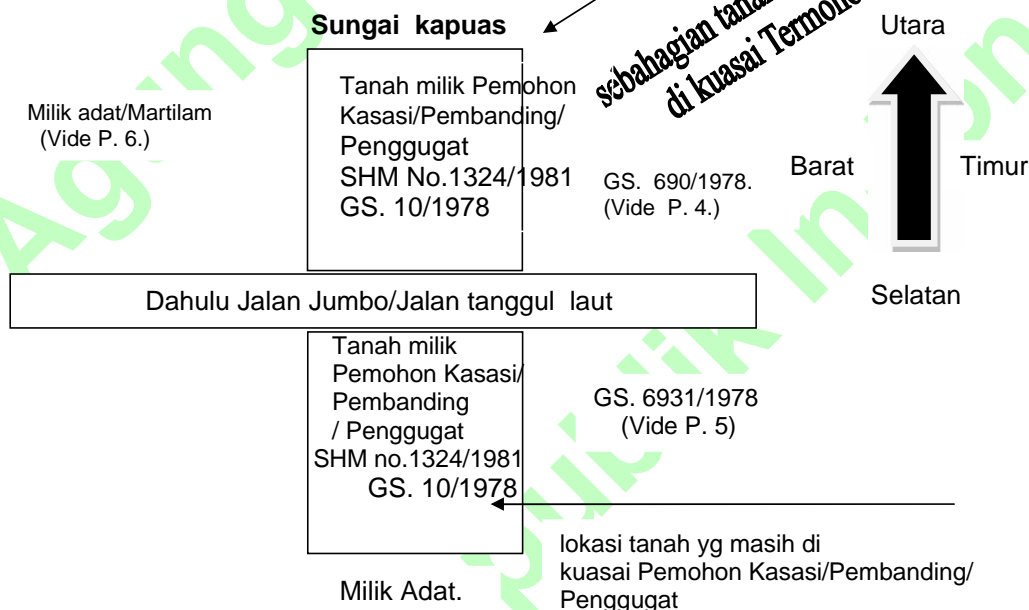 Sungai kapuas
sebahagian tanah
di kuasai
Utara
Tanah milik Pemohon
Kasasi/Pembanding/
Penggugat
SHM No.1324/1981
GS. 10/1978
Milik adat/Martilam
(Vide P. 6.)
GS. 690/1978.
(Vide P. 4.)
Barat
Timur
Selatan
Dahulu Jalan Jumbo/Jalan tanggul laut
Tanah milik
Pemohon Kasasi/
Pembanding
/ Penggugat
SHM no.1324/1981
GS. 10/1978
GS. 6931/1978
(Vide P. 5)
lokasi tanah yg masih di
kuasai Pemohon Kasasi/Pembanding/
Penggugat
Milik Adat.
Agung